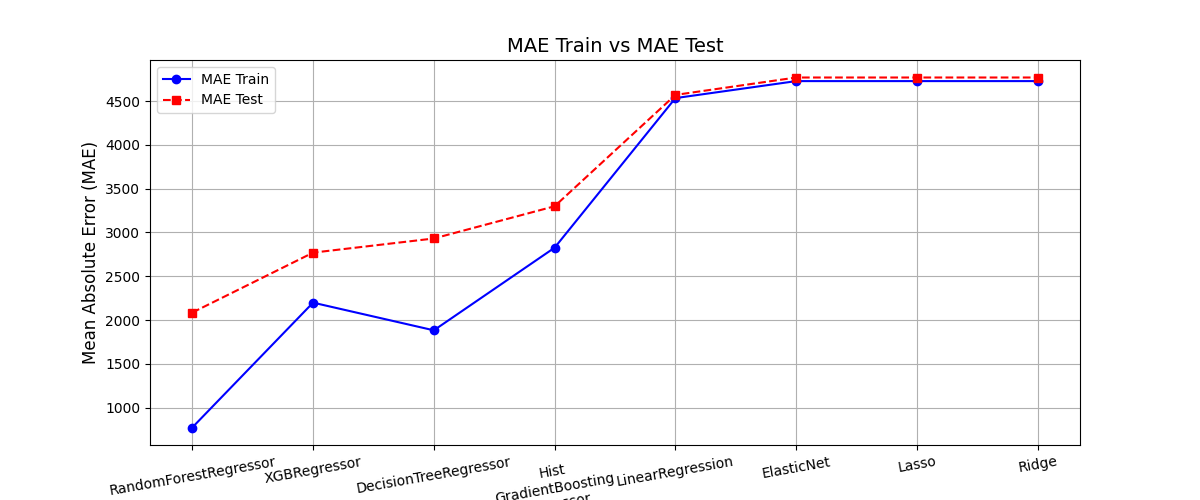 MAE Train vs MAE Test
MAE Train
MAE Test
Mean Absolute Error (MAE)
4500
4000
3500
3000
2500
2000
1500
1000
RandomForestRegressor
XGBRegressor
DecisionTreeRegressor
Hist
GradientBoosting
LinearRegression
ElasticNet
Lasso
Ridge